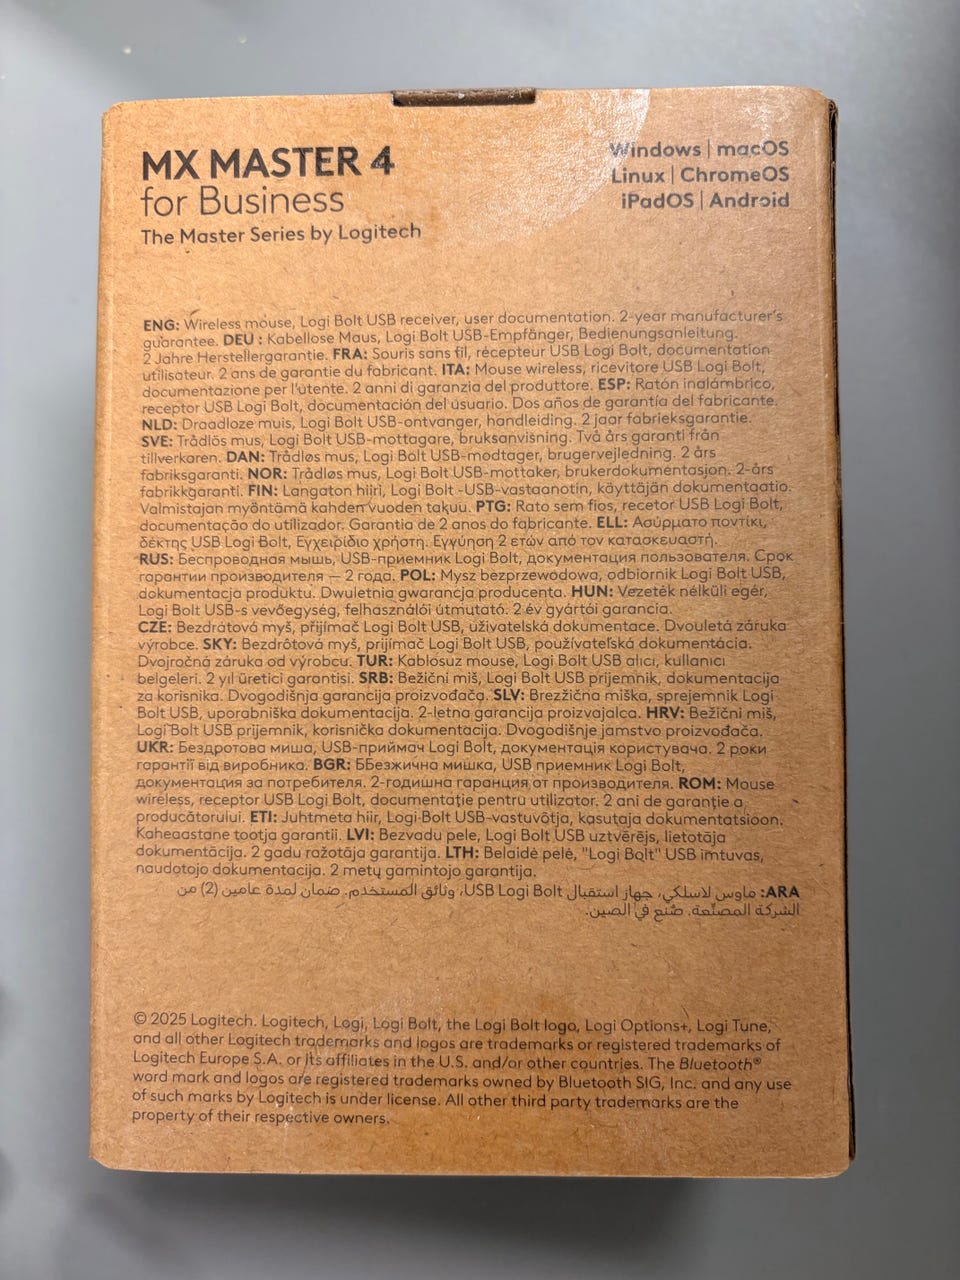 MX MASTER 4
for Business
The Master Series by Logitech
Windows | macOS
Linux | ChromeOS
iPadOS | Android
ENG: Wireless mouse, Logi Bolt USB receiver, user documentation. 2-year manufacturer's
guarantee. DEU : Kabellose Maus, Logi Bolt USB-Empfänger, Bedienungsanleitung.
2 Jahre Herstellergarantie. FRA: Souris sans fil, récepteur USB Logi Bolt, documentation
utilisateur. 2 ans de garantie du fabricant. ITA: Mouse wireless, ricevitore USB Logi Bolt,
documentazione per l'utente. 2 anni di garanzia del produttore. ESP: Ratón inalámbrico,
receptor USB Logi Bolt, documentación del usuario. Dos años de garantía del fabricante.
NLD: Draadloze muis, Logi Bolt USB-ontvanger, handleiding. 2 jaar fabrieksgarantie.
SVE: Trådlös mus, Logi Bolt USB-mottagare, bruksanvisning. Två års garanti från
tillverkaren. DAN: Trådløs mus, Logi Bolt USB-modtager, brugervejledning. 2 års
fabriksgaranti. NOR: Trådløs mus, Logi Bolt USB-mottaker, brukerdokumentasjon. 2-års
fabrikkgaranti. FIN: Langaton hiiri, Logi Bolt -USB-vastaanotin, käyttäjän dokumentaatio.
Valmistajan myöntämä kahden vuoden takuu. PTG: Rato sem fios, recetor USB Logi Bolt,
documentação do utilizador. Garantia de 2 anos do fabricante. ELL: Ασύρματο ποντίκι,
δέκτης USB Logi Bolt, Εγχειρίδιο χρήστη. Εγγύηση 2 ετών από τον κατασκευαστή.
RUS: Беспроводная мышь, USB-приемник Logi Bolt, документация пользователя. Срок
гарантии производителя — 2 года. POL: Mysz bezprzewodowa, odbiornik Logi Bolt USB,
dokumentacja produktu. Dwuletnia gwarancja producenta. HUN: Vezeték nélküli egér,
Logi Bolt USB-s vevőegység, felhasználói útmutató. 2 év gyártói garancia.
CZE: Bezdrátová myš, přijímač Logi Bolt USB, uživatelská dokumentace. Dvouletá záruka
výrobce. SKY: Bezdrôtová myš, prijímač Logi Bolt USB, používateľská dokumentácia.
Dvojročná záruka od výrobcu. TUR: Kablosuz mouse, Logi Bolt USB alıcı, kullanıcı
belgeleri. 2 yıl üretici garantisi. SRB: Bežični miš, Logi Bolt USB prijemnik, dokumentacija
za korisnika. Dvogodišnja garancija proizvođača. SLV: Brezžična miška, sprejemnik Logi
Bolt USB, uporabniška dokumentacija. 2-letna garancija proizvajalca. HRV: Bežični miš,
Logi Bolt USB prijemnik, korisnička dokumentacija. Dvogodišnje jamstvo proizvođača.
UKR: Бездротова миша, USB-приймач Logi Bolt, документація користувача. 2 роки
гарантії від виробника. BGR: ББезжична мишка, USB приемник Logi Bolt,
документация за потребителя. 2-годишна гаранция от производителя. ROM: Mouse
wireless, receptor USB Logi Bolt, documentație pentru utilizator. 2 ani de garanție a
producătorului. ETI: Juhtmeta hiir, Logi Bolt USB-vastuvõtja, kasutaja dokumentatsioon.
Kaheaastane tootja garantii. LVI: Bezvadu pele, Logi Bolt USB uztvērējs, lietotāja
dokumentācija. 2 gadu ražotāja garantija. LTH: Belaidė pelė, "Logi Bolt" USB imtuvas,
naudotojo dokumentacija. 2 metų gamintojo garantija.
ARA: ماوس لاسلكي، جهاز استقبال USB Logi Bolt، وثائق المستخدم. ضمان لمدة عامين (2) من
الشركة المصنّعة. صُنع في الصين.
© 2025 Logitech. Logitech, Logi, Logi Bolt, the Logi Bolt logo, Logi Options+, Logi Tune,
and all other Logitech trademarks and logos are trademarks or registered trademarks of
Logitech Europe S.A. or its affiliates in the U.S. and/or other countries. The Bluetooth®
word mark and logos are registered trademarks owned by Bluetooth SIG, Inc. and any use
of such marks by Logitech is under license. All other third party trademarks are the
property of their respective owners.